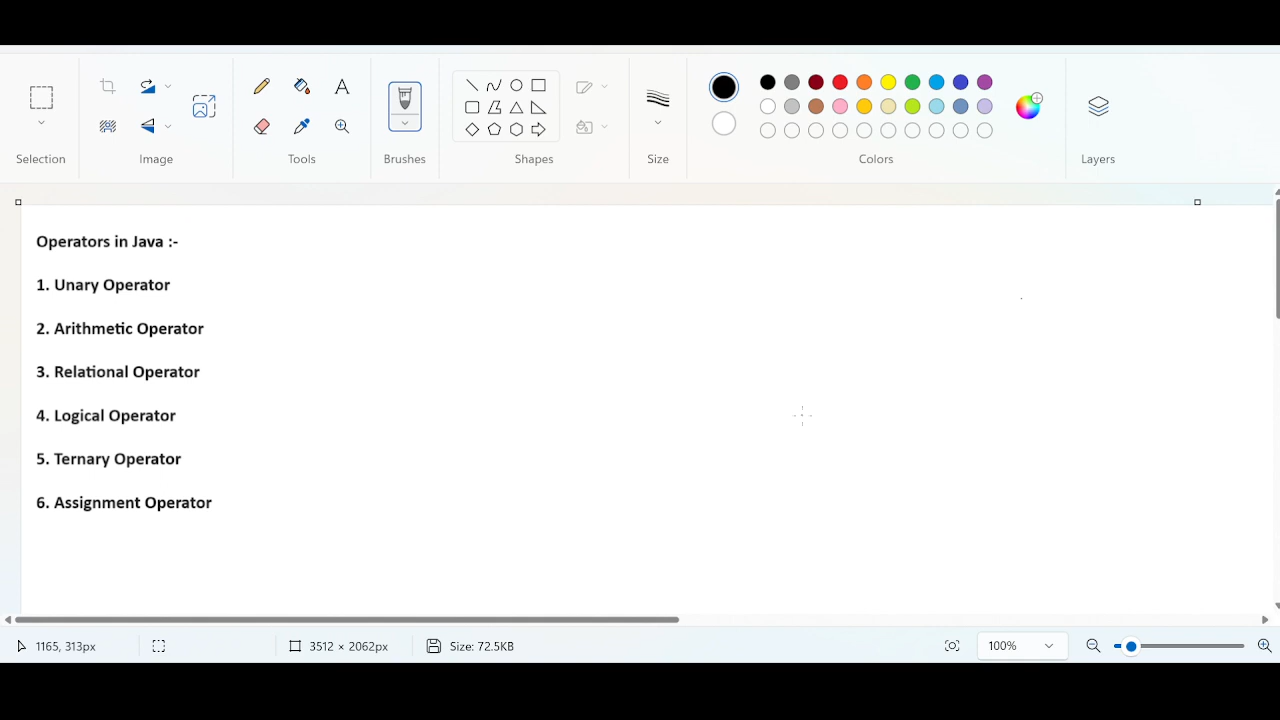 Selection
Image
Tools
Brushes
Shapes
Size
Colors
Layers
Operators in Java :-
1. Unary Operator
2. Arithmetic Operator
3. Relational Operator
4. Logical Operator
5. Ternary Operator
6. Assignment Operator
1165, 313px
3512 × 2062px
Size: 72.5KB
100%